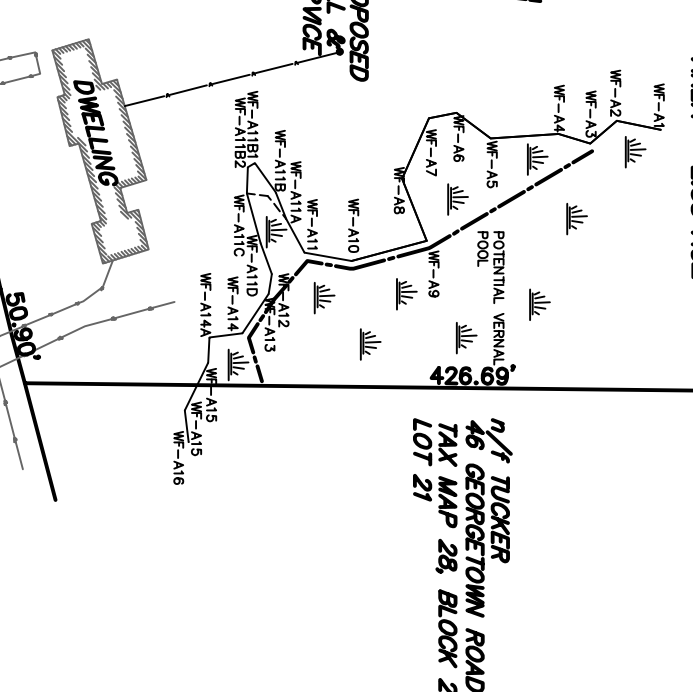 POSED
L &
VICE
DWELLING
50.90'
426.69'
POTENTIAL VERNAL
POOL
n/f TUCKER
46 GEORGETOWN ROAD
TAX MAP 28, BLOCK 2
LOT 21
WF-A1
WF-A2
WF-A3
WF-A4
WF-A5
WF-A6
WF-A7
WF-A8
WF-A9
WF-A10
WF-A11
WF-A11A
WF-A11B
WF-A11B1
WF-A11B2
WF-A11C
WF-A11D
WF-A12
WF-A13
WF-A14
WF-A14A
WF-A15
WF-A15
WF-A16